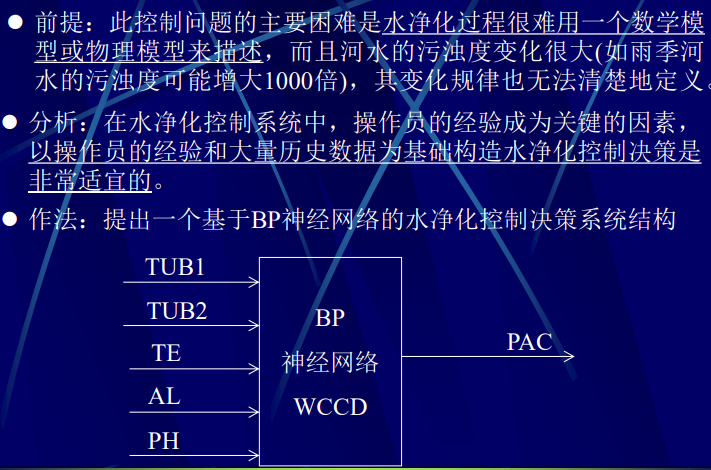 ● 前提：此控制问题的主要困难是水净化过程很难用一个数学模
型或物理模型来描述，而且河水的污浊度变化很大(如雨季河
水的污浊度可能增大1000倍)，其变化规律也无法清楚地定义。
● 分析：在水净化控制系统中，操作员的经验成为关键的因素，
以操作员的经验和大量历史数据为基础构造水净化控制决策是
非常适宜的。
● 作法：提出一个基于BP神经网络的水净化控制决策系统结构
TUB1
TUB2
TE
AL
PH
BP
神经网络
WCCD
PAC